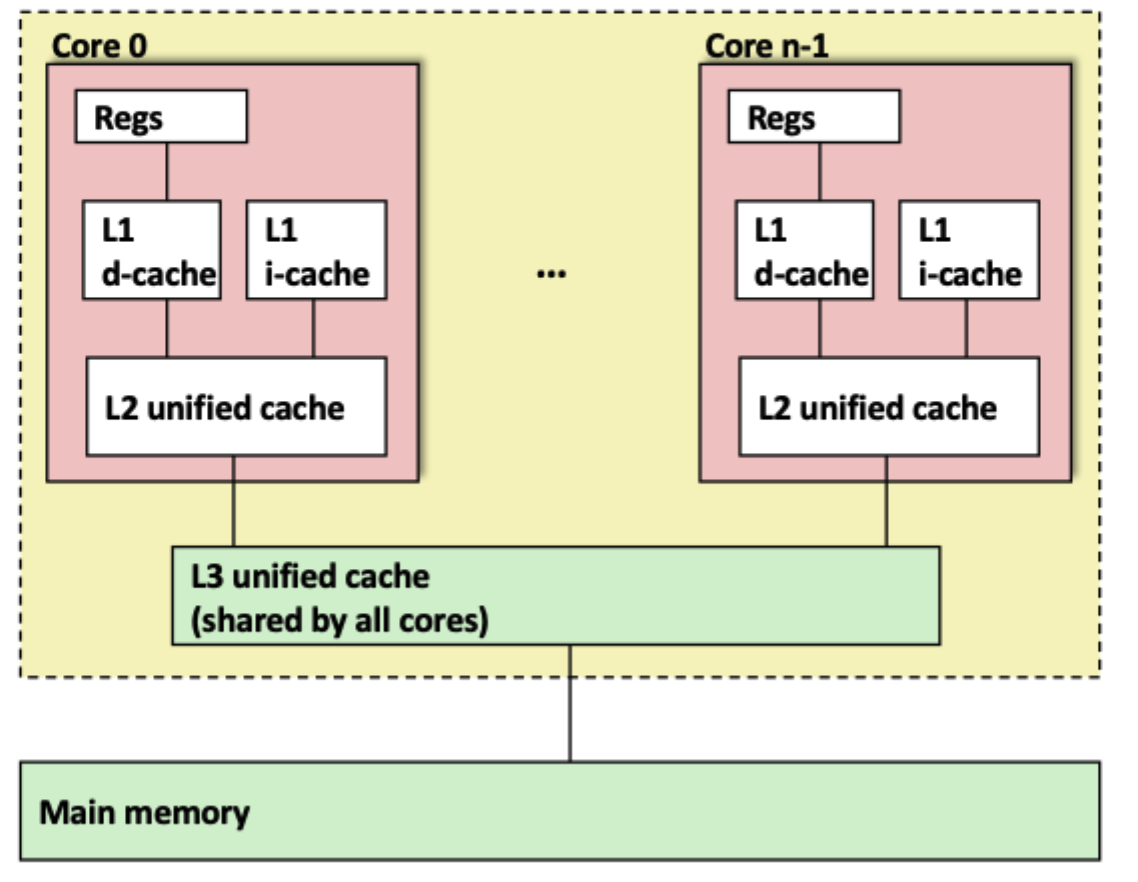 Core 0
Core n-1
Regs
Regs
L1
d-cache
L1
i-cache
...
L1
d-cache
L1
i-cache
L2 unified cache
L2 unified cache
L3 unified cache
(shared by all cores)
Main memory